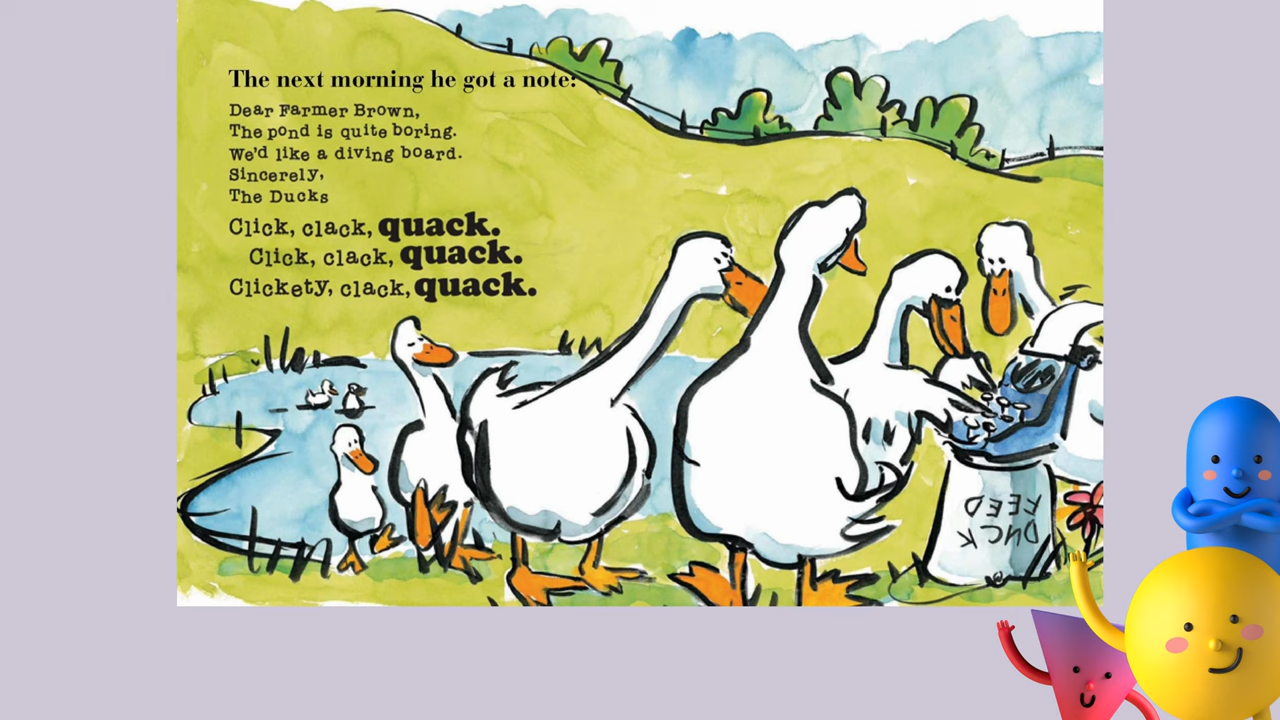 The next morning he got a note:
Dear Farmer Brown,
The pond is quite boring.
We'd like a diving board.
Sincerely,
The Ducks
Click, clack, quack.
Click, clack, quack.
Clickety, clack, quack.
DUCK
FEED